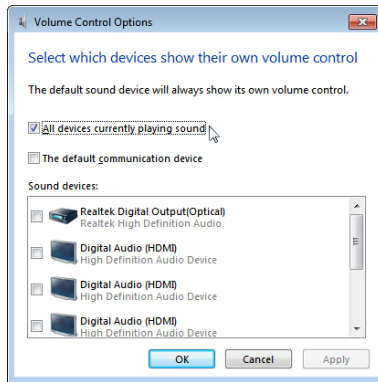 Volume Control Options
Select which devices show their own volume control
The default sound device will always show its own volume control.
All devices currently playing sound
The default communication device
Sound devices:
Realtek Digital Output(Optical)
Realtek High Definition Audio
Digital Audio (HDMI)
High Definition Audio Device
Digital Audio (HDMI)
High Definition Audio Device
Digital Audio (HDMI)
High Definition Audio Device
OK
Cancel
Apply